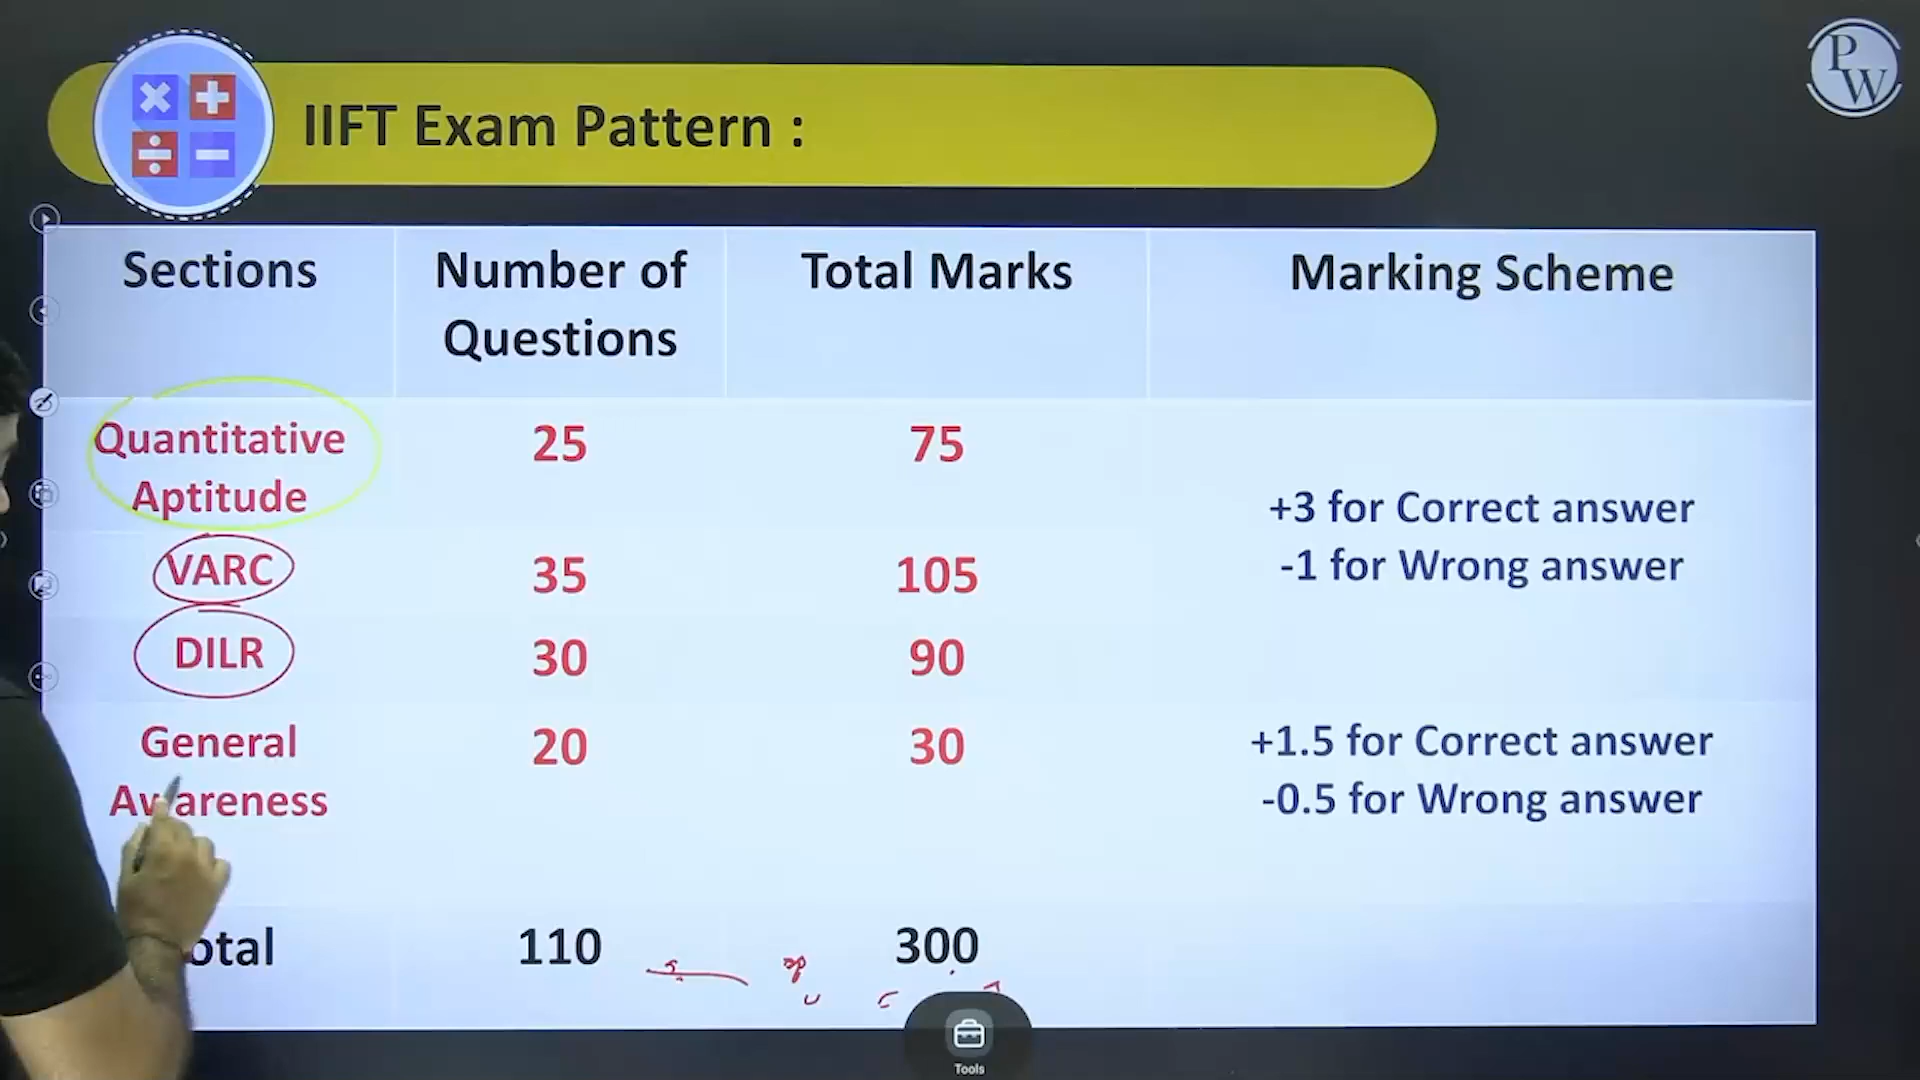 PW
IIFT Exam Pattern :
Sections
Number of
Questions
Total Marks
Marking Scheme
Quantitative
Aptitude
25
75
+3 for Correct answer
-1 for Wrong answer
VARC
35
105
DILR
30
90
General
Awareness
20
30
+1.5 for Correct answer
-0.5 for Wrong answer
otal
110
300
Tools